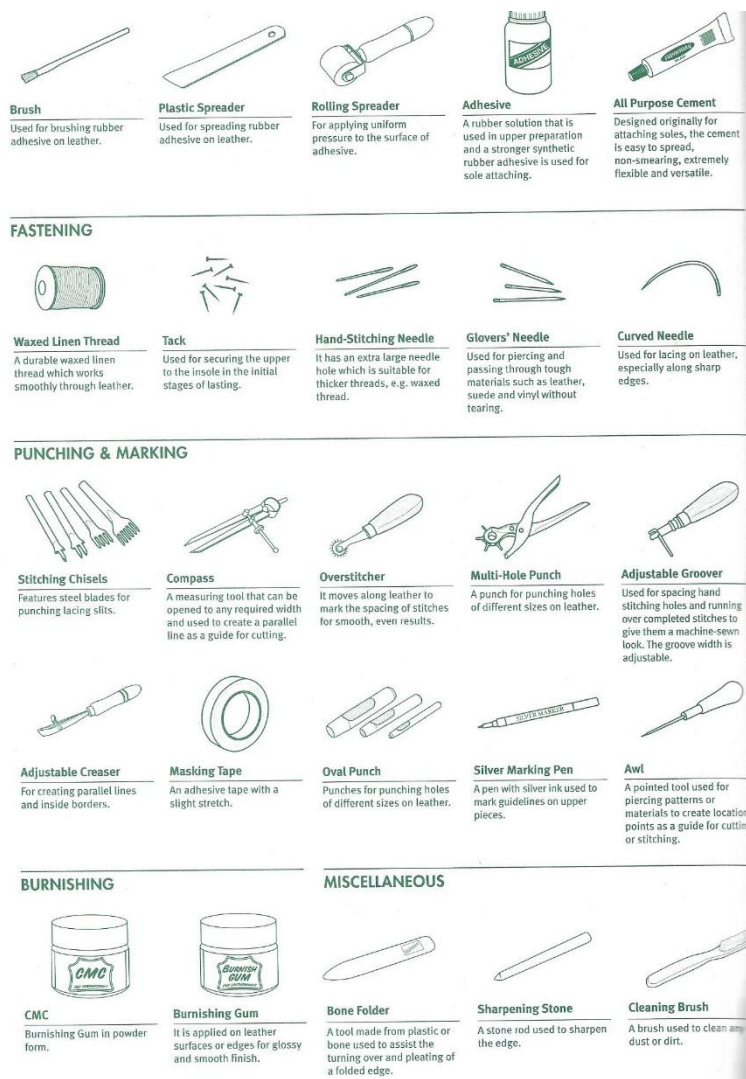 ADHESIVE
Brush
Used for brushing rubber
adhesive on leather.
Plastic Spreader
Used for spreading rubber
adhesive on leather.
Rolling Spreader
For applying uniform
pressure to the surface of
adhesive.
Adhesive
A rubber solution that is
used in upper preparation
and a stronger synthetic
rubber adhesive is used for
sole attaching.
All Purpose Cement
Designed originally for
attaching soles, the cement
is easy to spread,
non-smearing, extremely
flexible and versatile.
FASTENING
Waxed Linen Thread
A durable waxed linen
thread which works
smoothly through leather.
Tack
Used for securing the upper
to the insole in the initial
stages of lasting.
Hand-Stitching Needle
It has an extra large needle
hole which is suitable for
thicker threads, e.g. waxed
thread.
Glovers' Needle
Used for piercing and
passing through tough
materials such as leather,
suede and vinyl without
tearing.
Curved Needle
Used for lacing on leather,
especially along sharp
edges.
PUNCHING & MARKING
Stitching Chisels
Features steel blades for
punching lacing slits.
Compass
A measuring tool that can be
opened to any required width
and used to create a parallel
line as a guide for cutting.
Overstitcher
It moves along leather to
mark the spacing of stitches
for smooth, even results.
Multi-Hole Punch
A punch for punching holes
of different sizes on leather.
Adjustable Groover
Used for spacing hand
stitching holes and running
over completed stitches to
give them a machine-sewn
look. The groove width is
adjustable.
SILVER MARKER
Adjustable Creaser
For creating parallel lines
and inside borders.
Masking Tape
An adhesive tape with a
slight stretch.
Oval Punch
Punches for punching holes
of different sizes on leather.
Silver Marking Pen
A pen with silver ink used to
mark guidelines on upper
pieces.
Awl
A pointed tool used for
piercing patterns or
materials to create location
points as a guide for cuttin
or stitching.
BURNISHING
CMC
CMC
Burnishing Gum in powder
form.
BURNISH
GUM
Burnishing Gum
It is applied on leather
surfaces or edges for glossy
and smooth finish.
MISCELLANEOUS
Bone Folder
A tool made from plastic or
bone used to assist the
turning over and pleating of
a folded edge.
Sharpening Stone
A stone rod used to sharpen
the edge.
Cleaning Brush
A brush used to clean
dust or dirt.